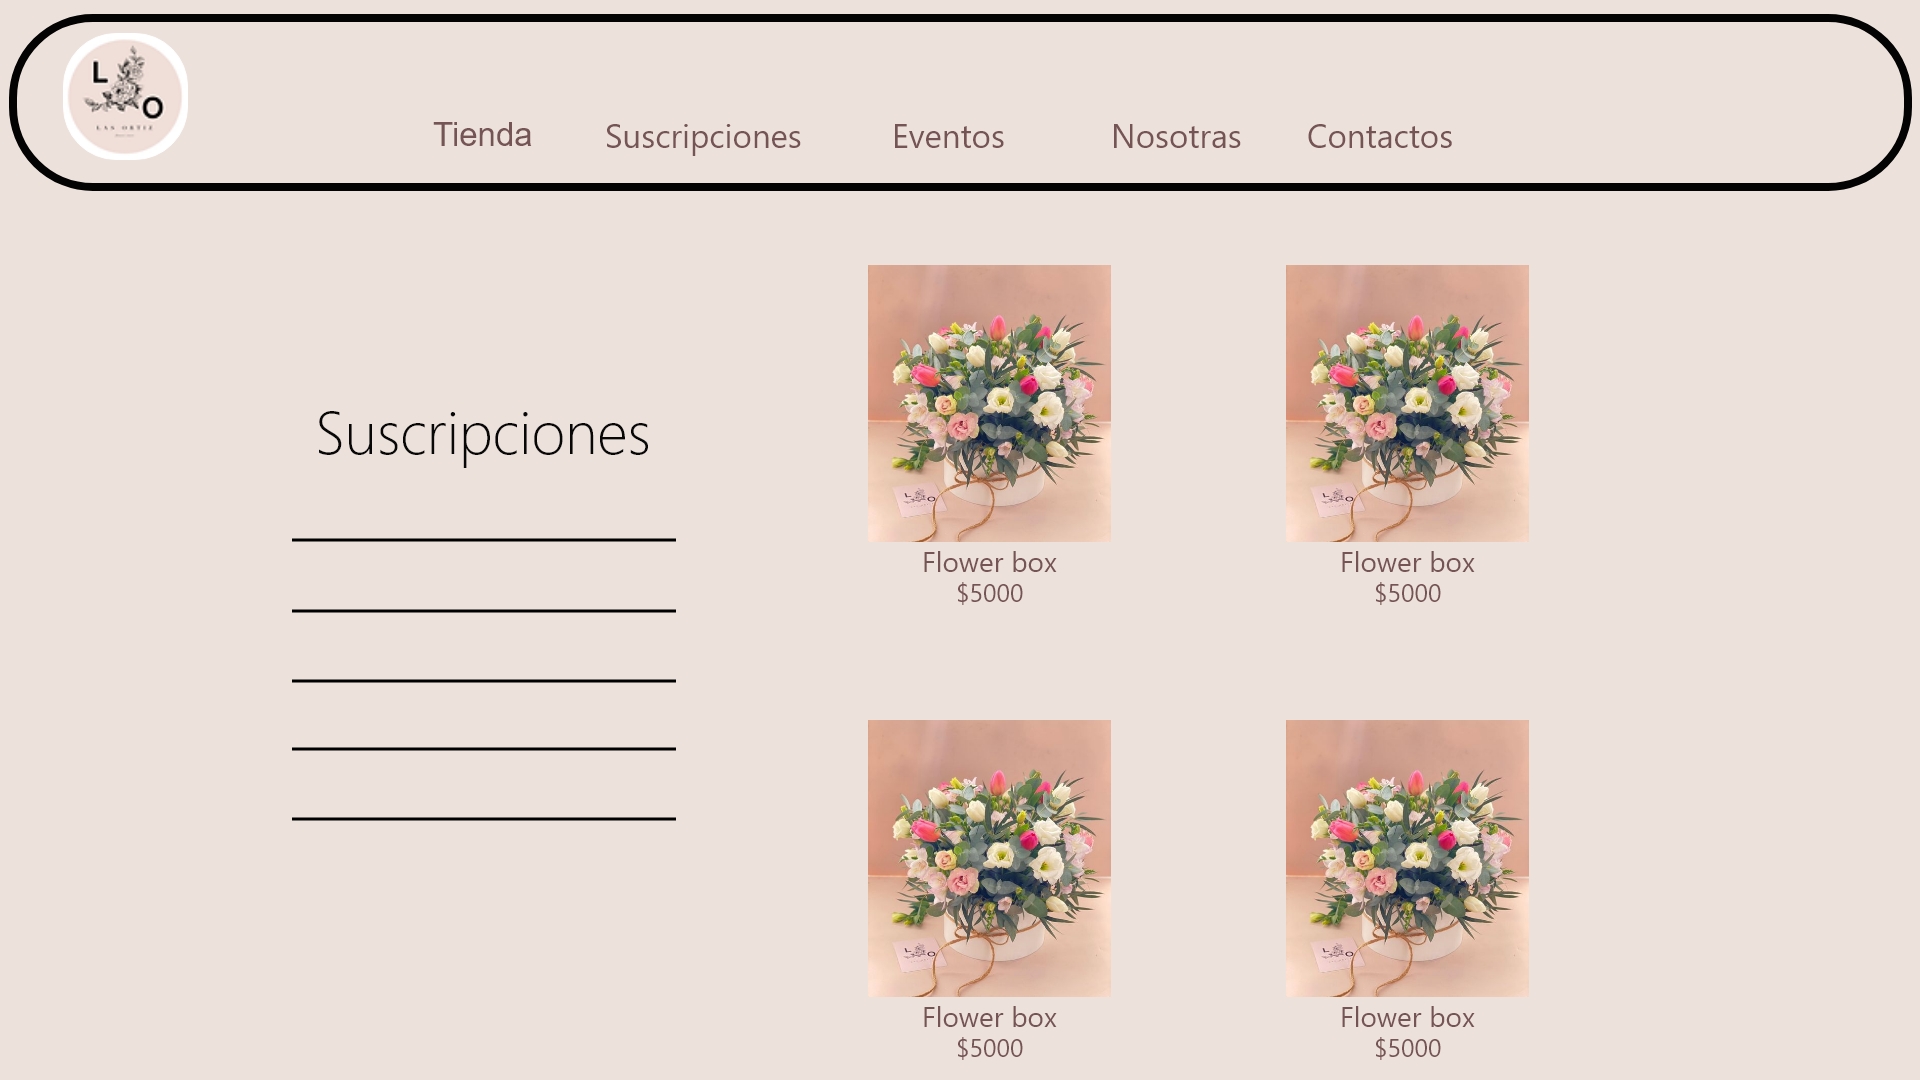 L
O
LAS ORTIZ
Tienda Suscripciones Eventos Nosotras Contactos
Suscripciones
Flower box
$5000
Flower box
$5000
Flower box
$5000
Flower box
$5000